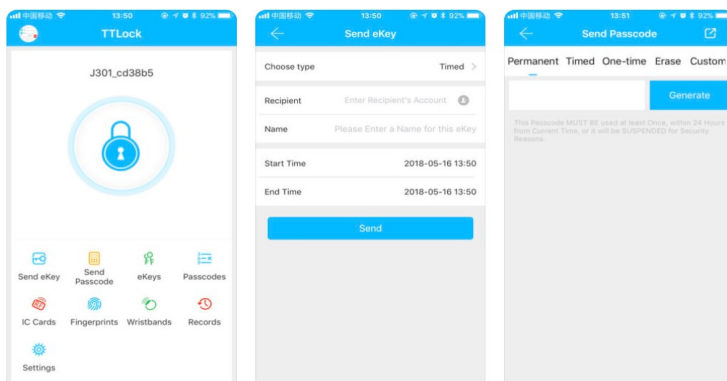 中国移动 13:50 92%
TTLock
J301_cd38b5
Send eKey
Send Passcode
eKeys
Passcodes
IC Cards
Fingerprints
Wristbands
Records
Settings
中国移动 13:50 92%
Send eKey
Choose type Timed >
Recipient Enter Recipient's Account
Name Please Enter a Name for this eKey
Start Time 2018-05-16 13:50
End Time 2018-05-16 13:50
Send
中国移动 13:51 92%
Send Passcode
Permanent Timed One-time Erase Custom
Generate
This Passcode MUST BE used at least Once, within 24 Hours
from Current Time, or it will be SUSPENDED for Security
Reasons.